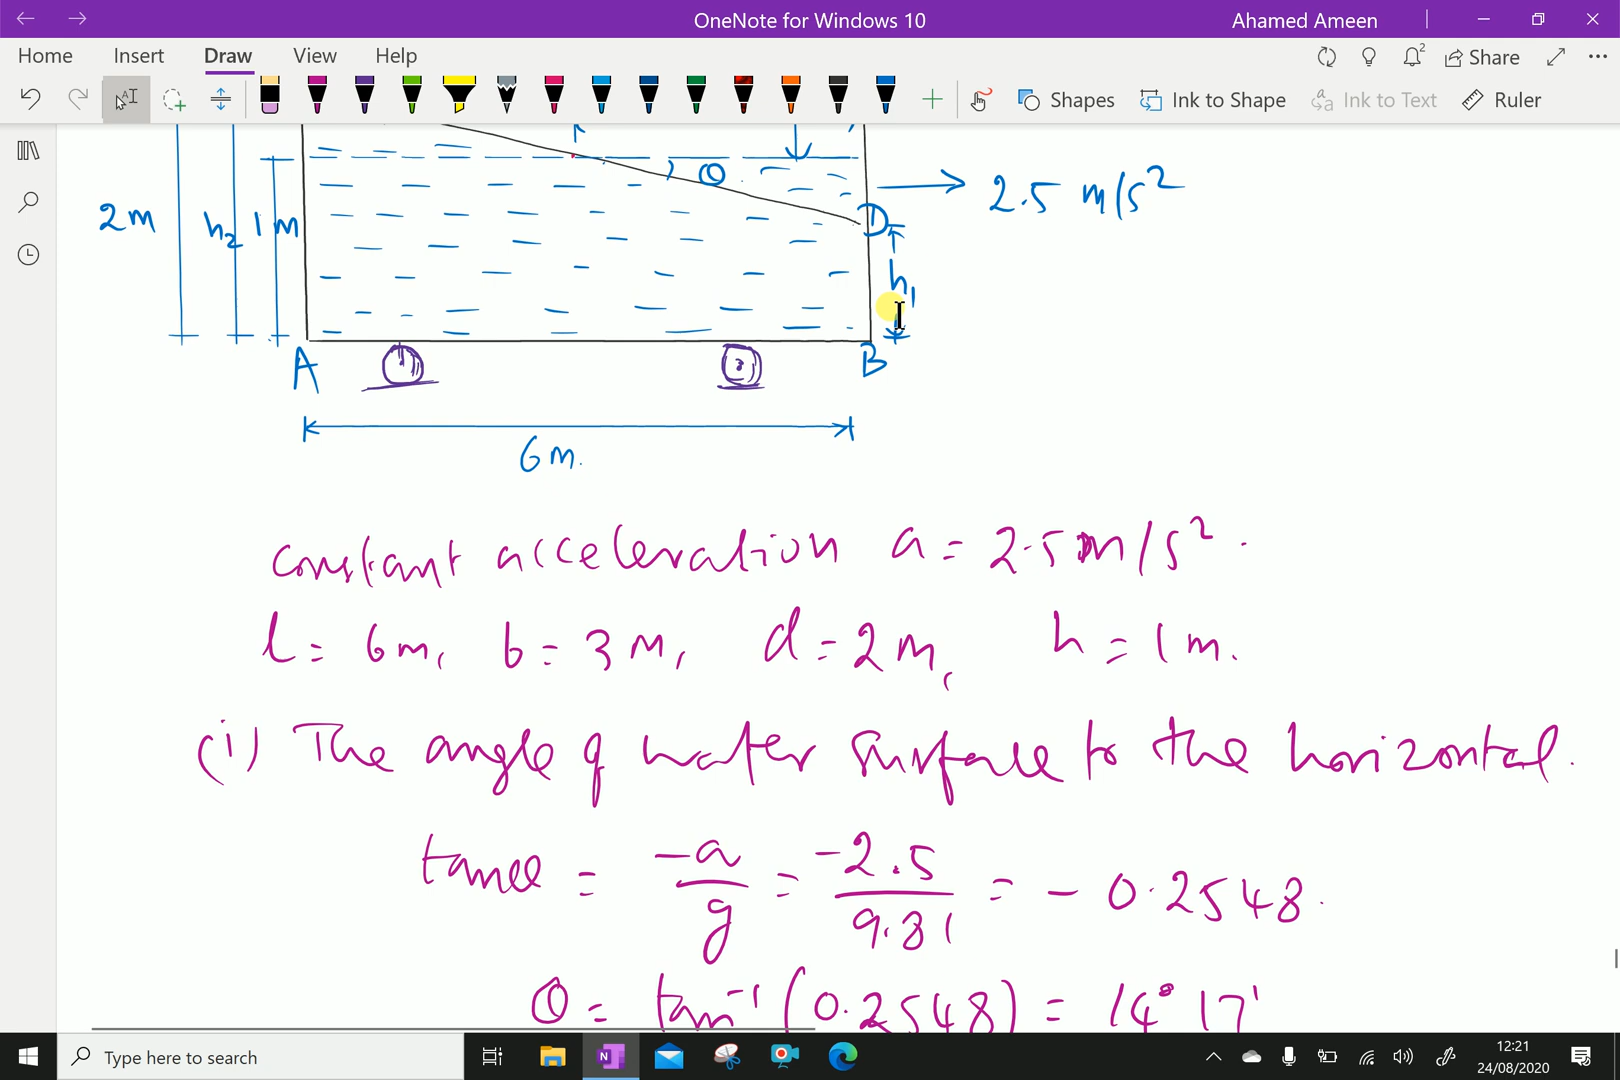 OneNote for Windows 10
Ahamed Ameen
Home Insert Draw View Help
2 Share
Shapes Ink to Shape Ink to Text Ruler
2m h2 1m
θ
D
2.5 m/s2
h1
A 1 2 B
6m.
constant acceleration a = 2.5 m/s2.
l = 6m, b = 3m, d = 2m, h = 1m.
(i) The angle of water surface to the horizontal.
tanθ = -a/g = -2.5/9.81 = - 0.2548.
θ = tan-1 (0.2548) = 14° 17'
Type here to search
12:21
24/08/2020